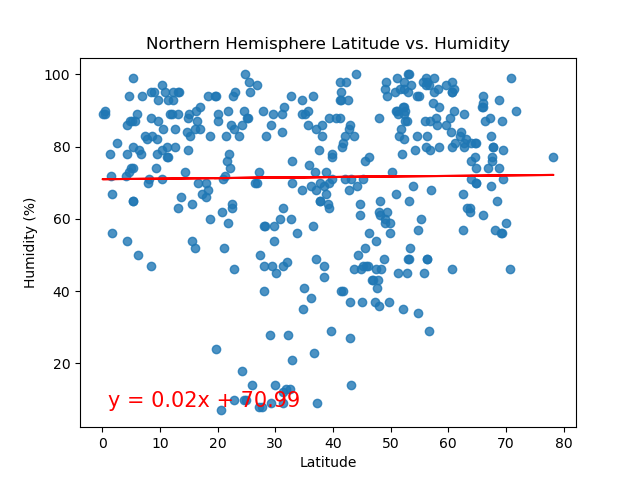 Northern Hemisphere Latitude vs. Humidity
100
80
60
40
20
Humidity (%)
y = 0.02x + 70.99
0 10 20 30 40 50 60 70 80
Latitude